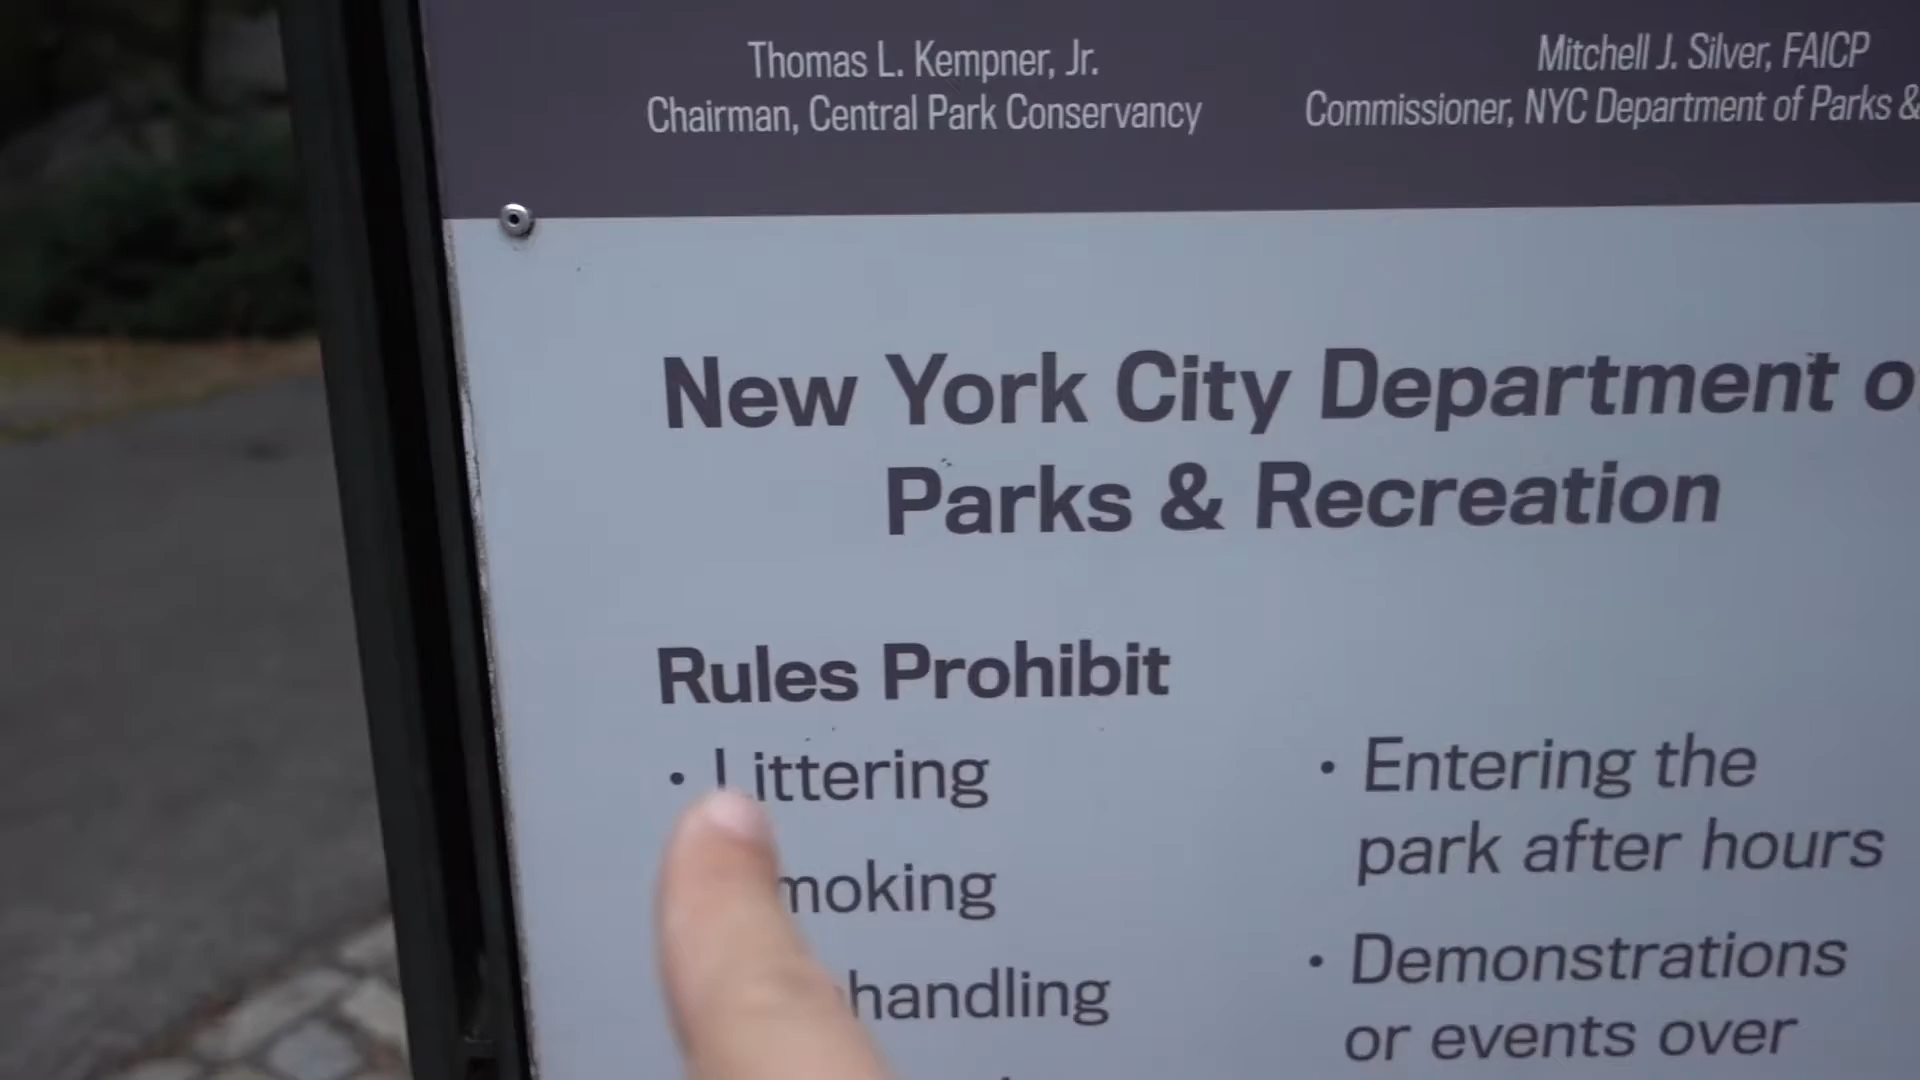 Thomas L. Kempner, Jr.
Chairman, Central Park Conservancy
Mitchell J. Silver, FAICP
Commissioner, NYC Department of Parks &
New York City Department o
Parks & Recreation
Rules Prohibit
• Littering
moking
handling
• Entering the
park after hours
• Demonstrations
or events over